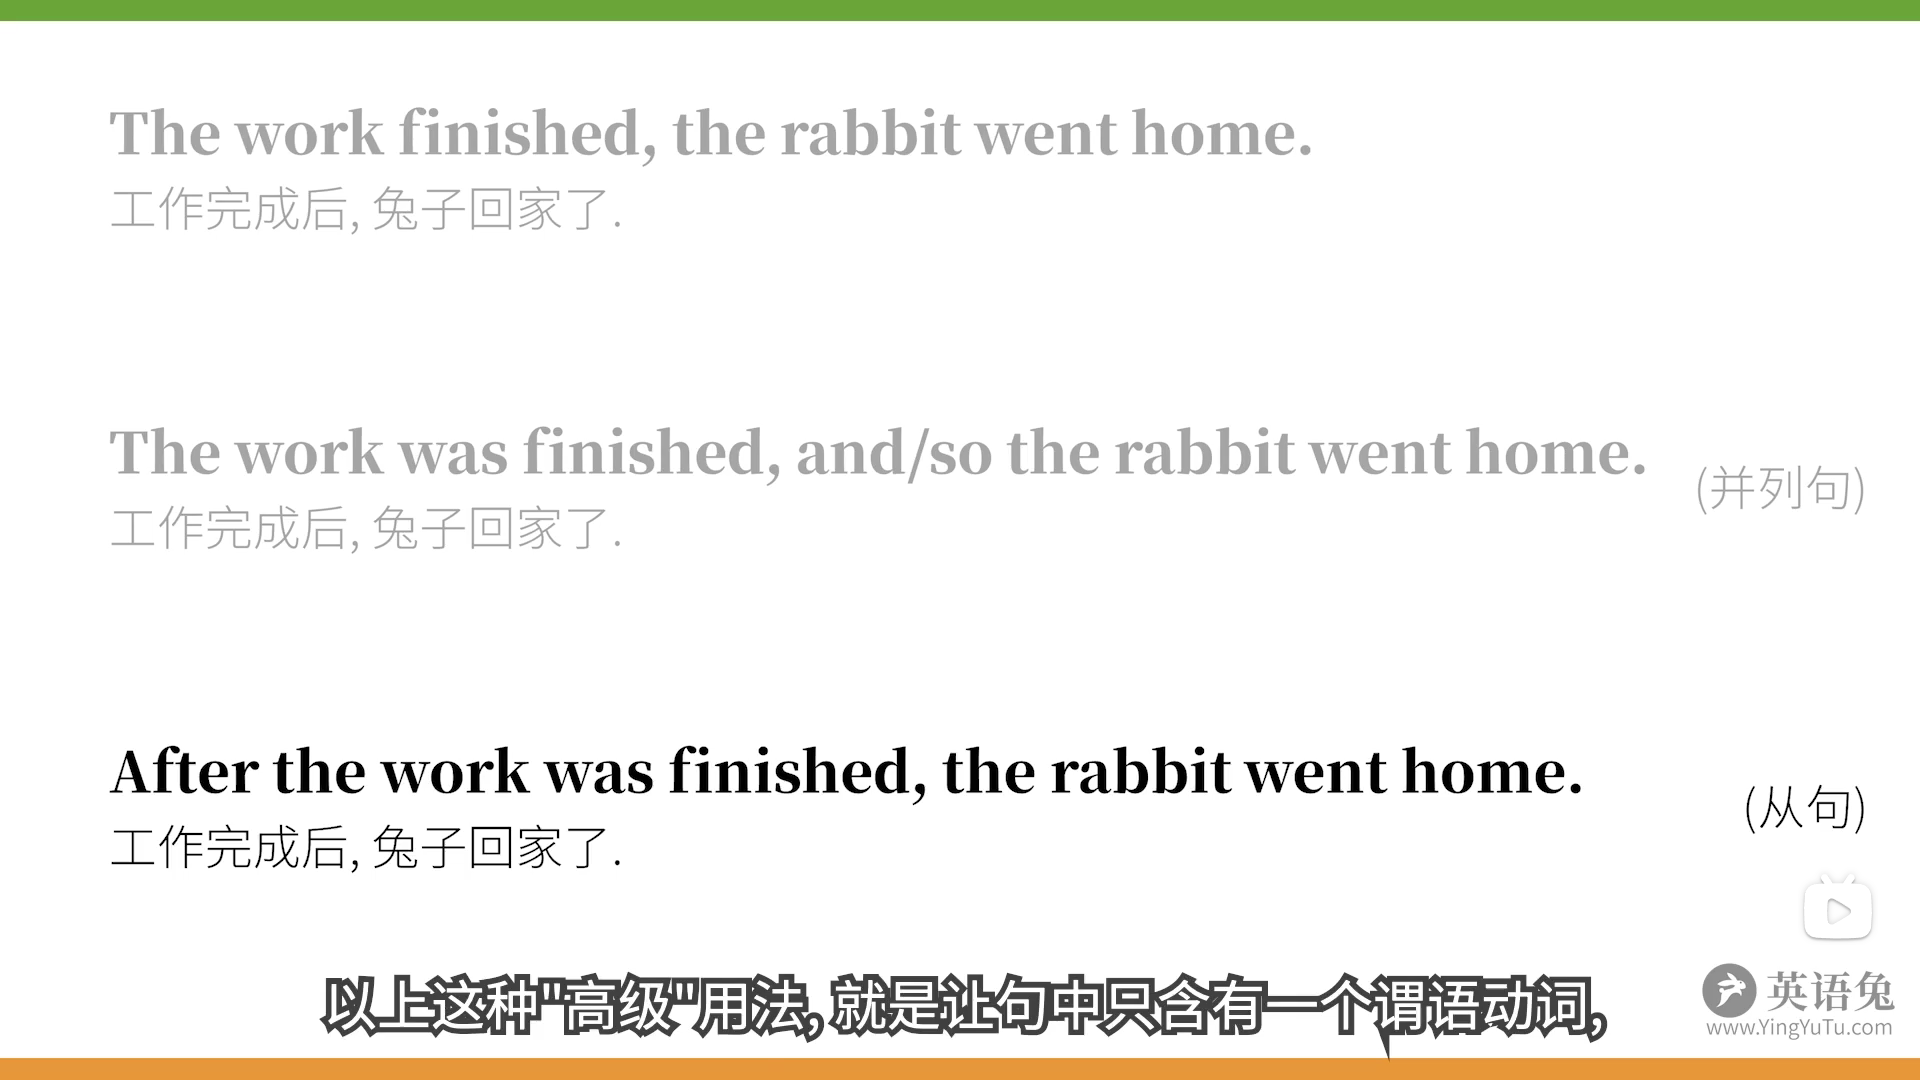 The work finished, the rabbit went home.
工作完成后, 兔子回家了.
The work was finished, and/so the rabbit went home.
(并列句)
工作完成后, 兔子回家了.
After the work was finished, the rabbit went home.
(从句)
工作完成后, 兔子回家了.
以上这种"高级"用法, 就是让句中只含有一个谓语动词,
英语兔
www.YingYuTu.com